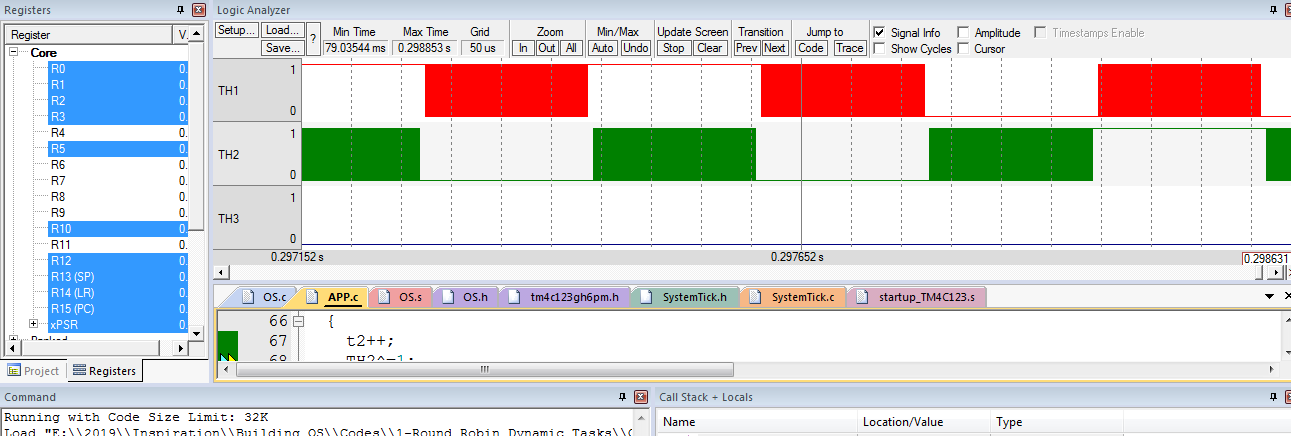 Registers
Register V
Core
R0 0.
R1 0.
R2 0.
R3 0.
R4 0.
R5 0.
R6 0.
R7 0.
R8 0.
R9 0.
R10 0.
R11 0.
R12 0.
R13 (SP) 0.
R14 (LR) 0.
R15 (PC) 0.
xPSR 0.
Project Registers
Logic Analyzer
Setup... Load... Save... ?
Min Time Max Time Grid
79.03544 ms 0.298853 s 50 us
Zoom
In Out All
Min/Max
Auto Undo
Update Screen
Stop Clear
Transition
Prev Next
Jump to
Code Trace
Signal Info Amplitude Timestamps Enable
Show Cycles Cursor
1
TH1
0
1
TH2
0
1
TH3
0
0.297152 s 0.297652 s 0.298631
OS.c APP.c OS.s OS.h tm4c123gh6pm.h SystemTick.h SystemTick.c startup_TM4C123.s
66 {
67 t2++;
68 TH2^=1;
Command
Running with Code Size Limit: 32K
Load "E:\\2019\\Inspiration\\Building OS\\Codes\\1-Round Robin Dynamic Tasks\\
Call Stack + Locals
Name Location/Value Type